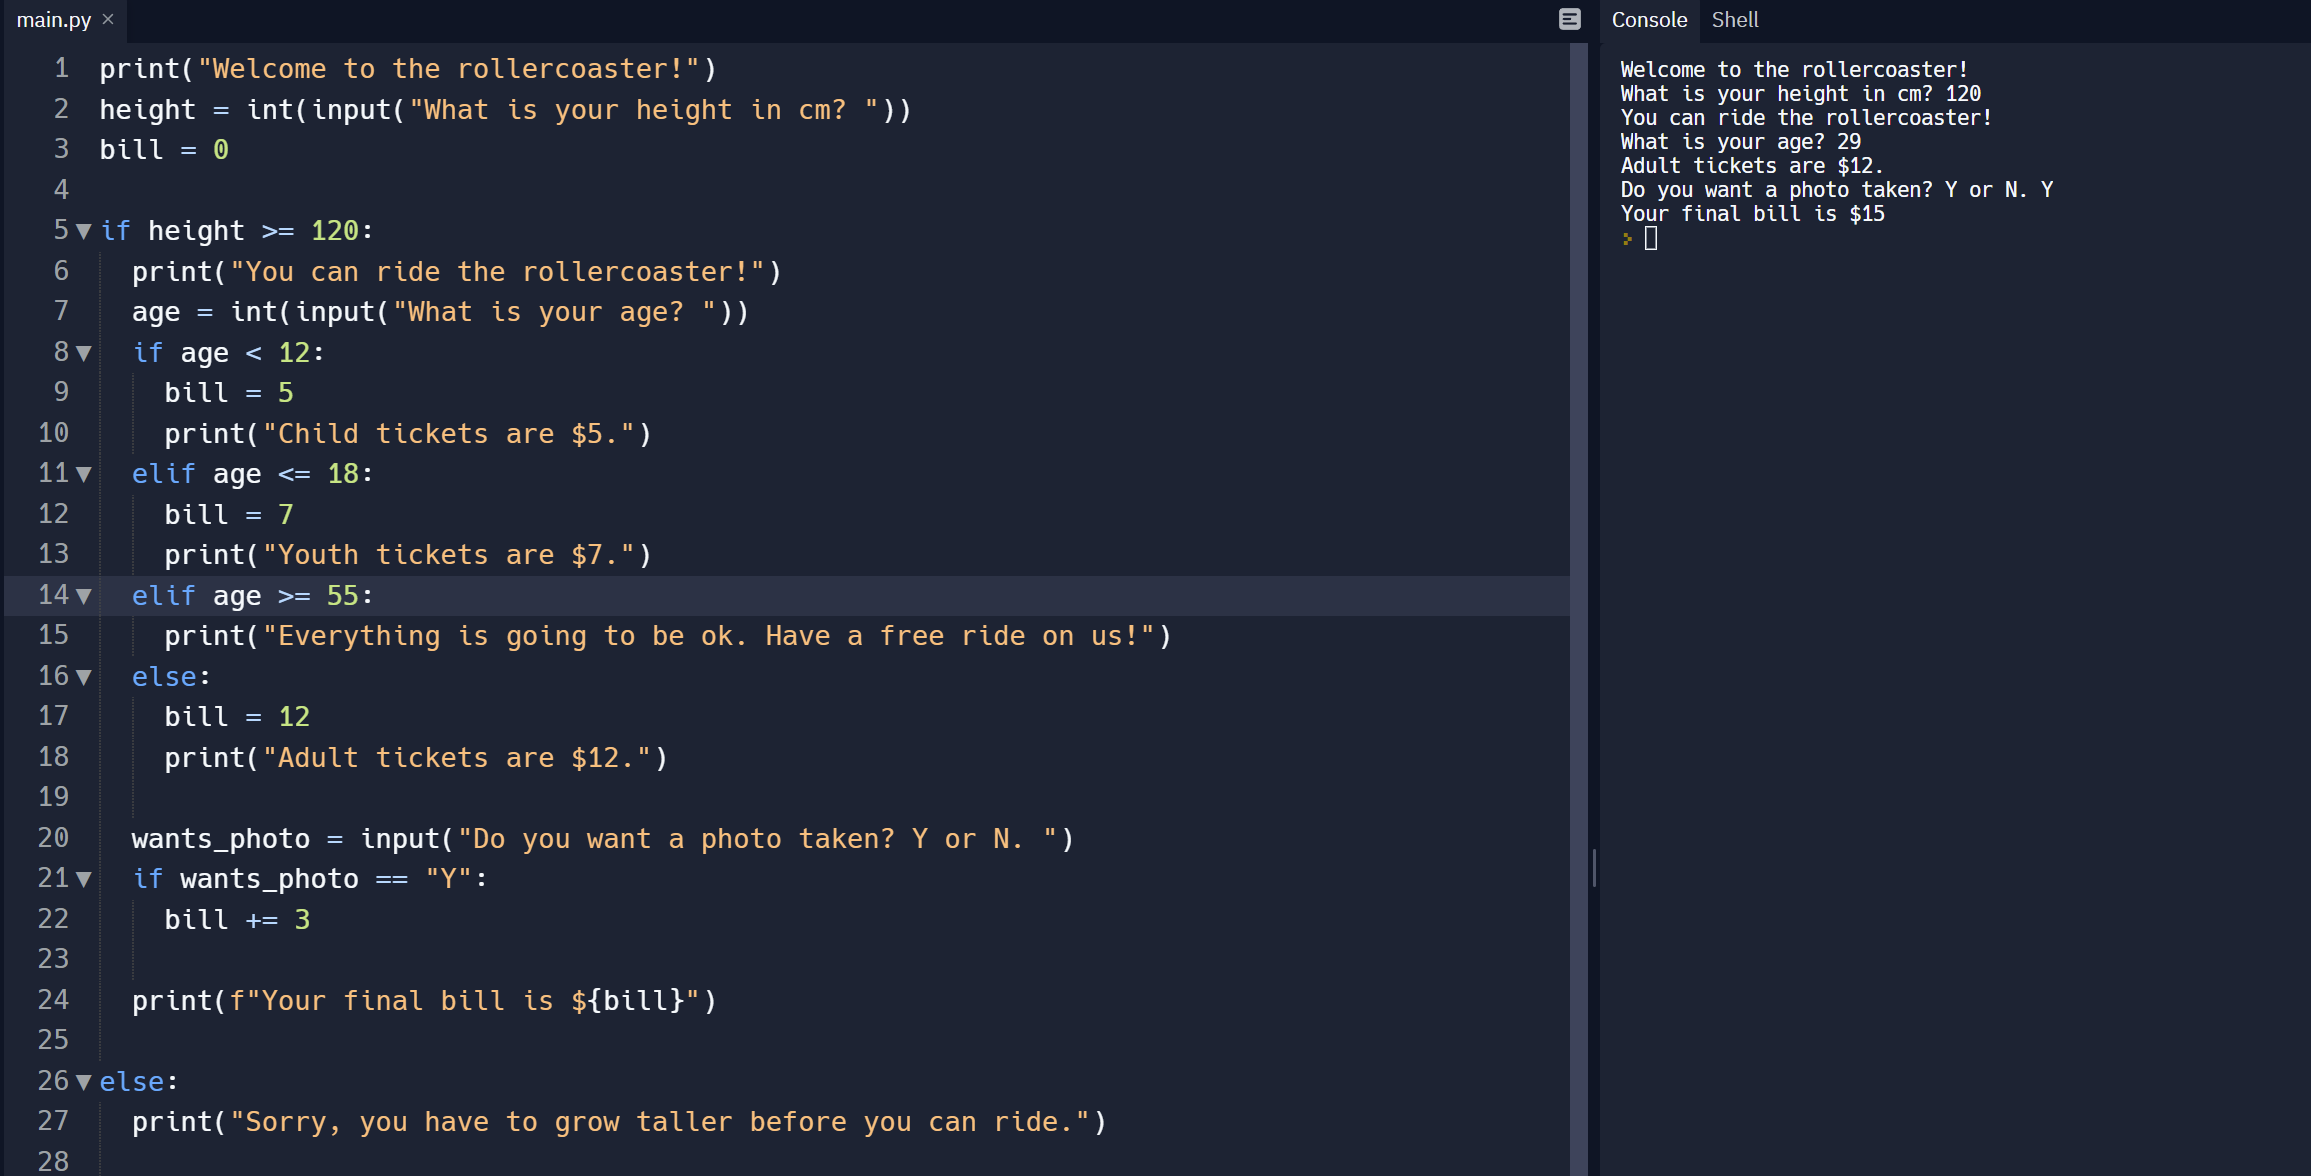 main.py ×
1 print("Welcome to the rollercoaster!")
2 height = int(input("What is your height in cm? "))
3 bill = 0
4
5 if height >= 120:
6   print("You can ride the rollercoaster!")
7   age = int(input("What is your age? "))
8   if age < 12:
9     bill = 5
10     print("Child tickets are $5.")
11   elif age <= 18:
12     bill = 7
13     print("Youth tickets are $7.")
14   elif age >= 55:
15     print("Everything is going to be ok. Have a free ride on us!")
16   else:
17     bill = 12
18     print("Adult tickets are $12.")
19
20   wants_photo = input("Do you want a photo taken? Y or N. ")
21   if wants_photo == "Y":
22     bill += 3
23
24   print(f"Your final bill is ${bill}")
25
26 else:
27   print("Sorry, you have to grow taller before you can ride.")
28
Console Shell
Welcome to the rollercoaster!
What is your height in cm? 120
You can ride the rollercoaster!
What is your age? 29
Adult tickets are $12.
Do you want a photo taken? Y or N. Y
Your final bill is $15